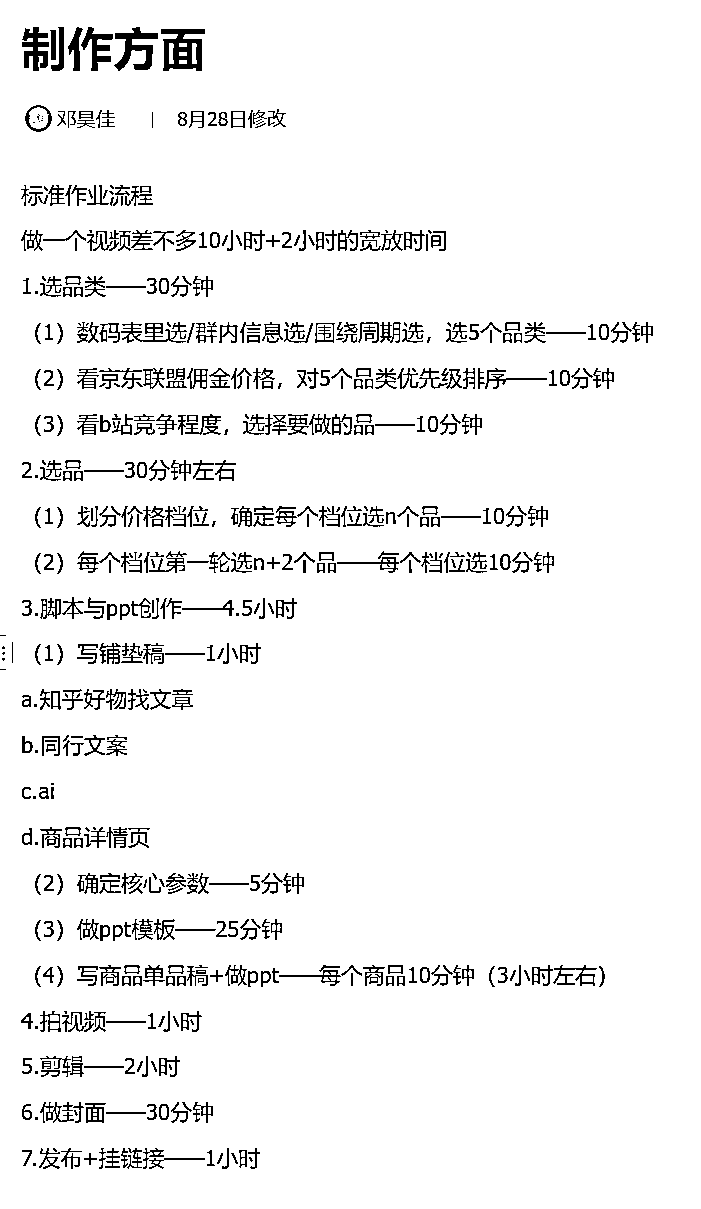 制作方面
邓昊佳 | 8月28日修改
标准作业流程
做一个视频差不多10小时+2小时的宽放时间
1.选品类——30分钟
（1）数码表里选/群内信息选/围绕周期选，选5个品类——10分钟
（2）看京东联盟佣金价格，对5个品类优先级排序——10分钟
（3）看b站竞争程度，选择要做的品——10分钟
2.选品——30分钟左右
（1）划分价格档位，确定每个档位选n个品——10分钟
（2）每个档位第一轮选n+2个品——每个档位选10分钟
3.脚本与ppt创作——4.5小时
（1）写铺垫稿——1小时
a.知乎好物找文章
b.同行文案
c.ai
d.商品详情页
（2）确定核心参数——5分钟
（3）做ppt模板——25分钟
（4）写商品单品稿+做ppt——每个商品10分钟（3小时左右）
4.拍视频——1小时
5.剪辑——2小时
6.做封面——30分钟
7.发布+挂链接——1小时